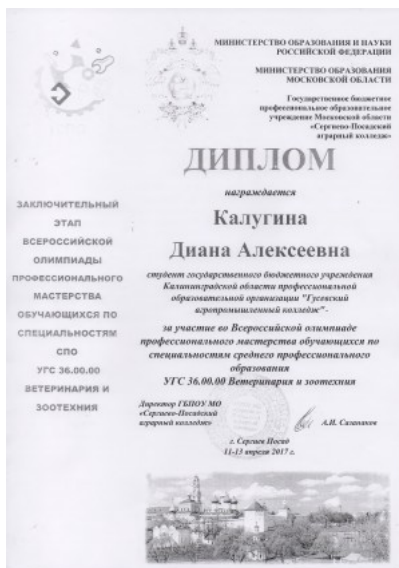 МИНИСТЕРСТВО ОБРАЗОВАНИЯ И НАУКИ
РОССИЙСКОЙ ФЕДЕРАЦИИ
МИНИСТЕРСТВО ОБРАЗОВАНИЯ
МОСКОВСКОЙ ОБЛАСТИ
Государственное бюджетное
профессиональное образовательное
учреждение Московской области
«Сергиево-Посадский
аграрный колледж»
ДИПЛОМ
награждается
Калугина
Диана Алексеевна
студент государственного бюджетного учреждения
Калининградской области профессиональной
образовательной организации "Гусевский
агропромышленный колледж"-
за участие во Всероссийской олимпиаде
профессионального мастерства обучающихся по
специальностям среднего профессионального
образования
УГС 36.00.00 Ветеринария и зоотехния
ЗАКЛЮЧИТЕЛЬНЫЙ
ЭТАП
ВСЕРОССИЙСКОЙ
ОЛИМПИАДЫ
ПРОФЕССИОНАЛЬНОГО
МАСТЕРСТВА
ОБУЧАЮЩИХСЯ ПО
СПЕЦИАЛЬНОСТЯМ
СПО
УГС 36.00.00
ВЕТЕРИНАРИЯ И
ЗООТЕХНИЯ
Директор ГБПОУ МО
«Сергиево-Посадский
аграрный колледж»
А.И.
г. Сергиев Посад
11-13 апреля 2017 г.